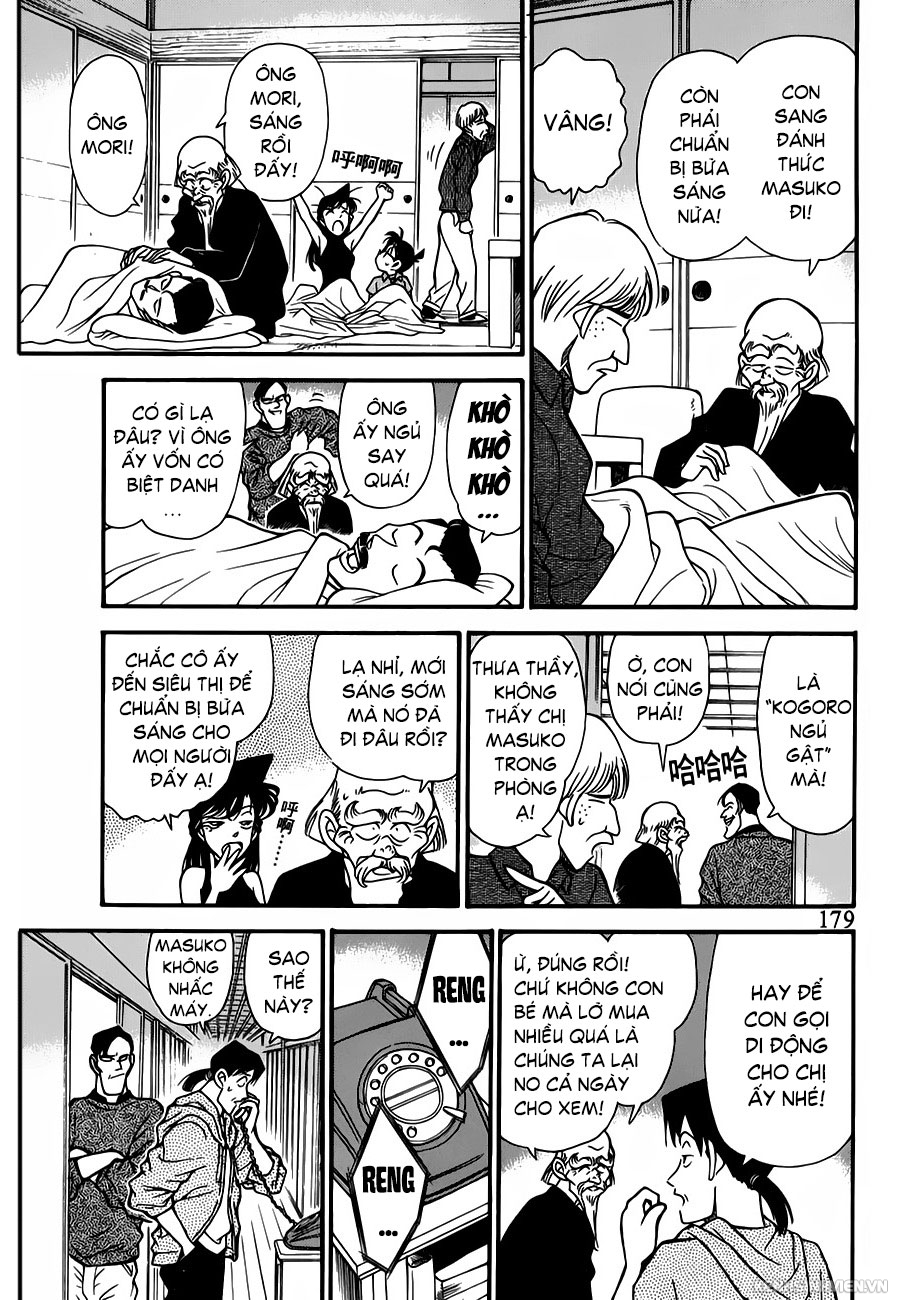 CON
SANG
ĐÁNH
THỨC
MASUKO
ĐI!
CÒN
PHẢI
CHUẨN
BỊ BỮA
SÁNG
NỮA!
VÂNG!
ÔNG
MORI,
SÁNG
RỒI
ĐẤY!
呼啊啊
ÔNG
MORI!
KHÒ
KHÒ
KHÒ
...
ÔNG
ẤY NGỦ
SAY
QUÁ!
CÓ GÌ LẠ
ĐÂU? VÌ ÔNG
ẤY VỐN CÓ
BIỆT DANH
...
LÀ
"KOGORO
NGỦ
GẬT"
MÀ!
哈哈哈
Ờ, CON
NÓI CŨNG
PHẢI!
THƯA THẦY,
KHÔNG
THẤY CHỊ
MASUKO
TRONG
PHÒNG
Ạ!
LẠ NHỈ, MỚI
SÁNG SỚM
MÀ NÓ ĐÃ
ĐI ĐÂU RỒI?
呼
啊
......
CHẮC CÔ ẤY
ĐẾN SIÊU THỊ ĐỂ
CHUẨN BỊ BỮA
SÁNG CHO
MỌI NGƯỜI
ĐẤY Ạ!
179
HAY ĐỂ
CON GỌI
DI ĐỘNG
CHO CHỊ
ẤY NHÉ!
Ừ, ĐÚNG RỒI!
CHỨ KHÔNG CON
BÉ MÀ LỠ MUA
NHIỀU QUÁ LÀ
CHÚNG TA LẠI
NO CẢ NGÀY
CHO XEM!
RENG
...
RENG
...
SAO
THẾ
NÀY?
MASUKO
KHÔNG
NHẤC
MÁY.